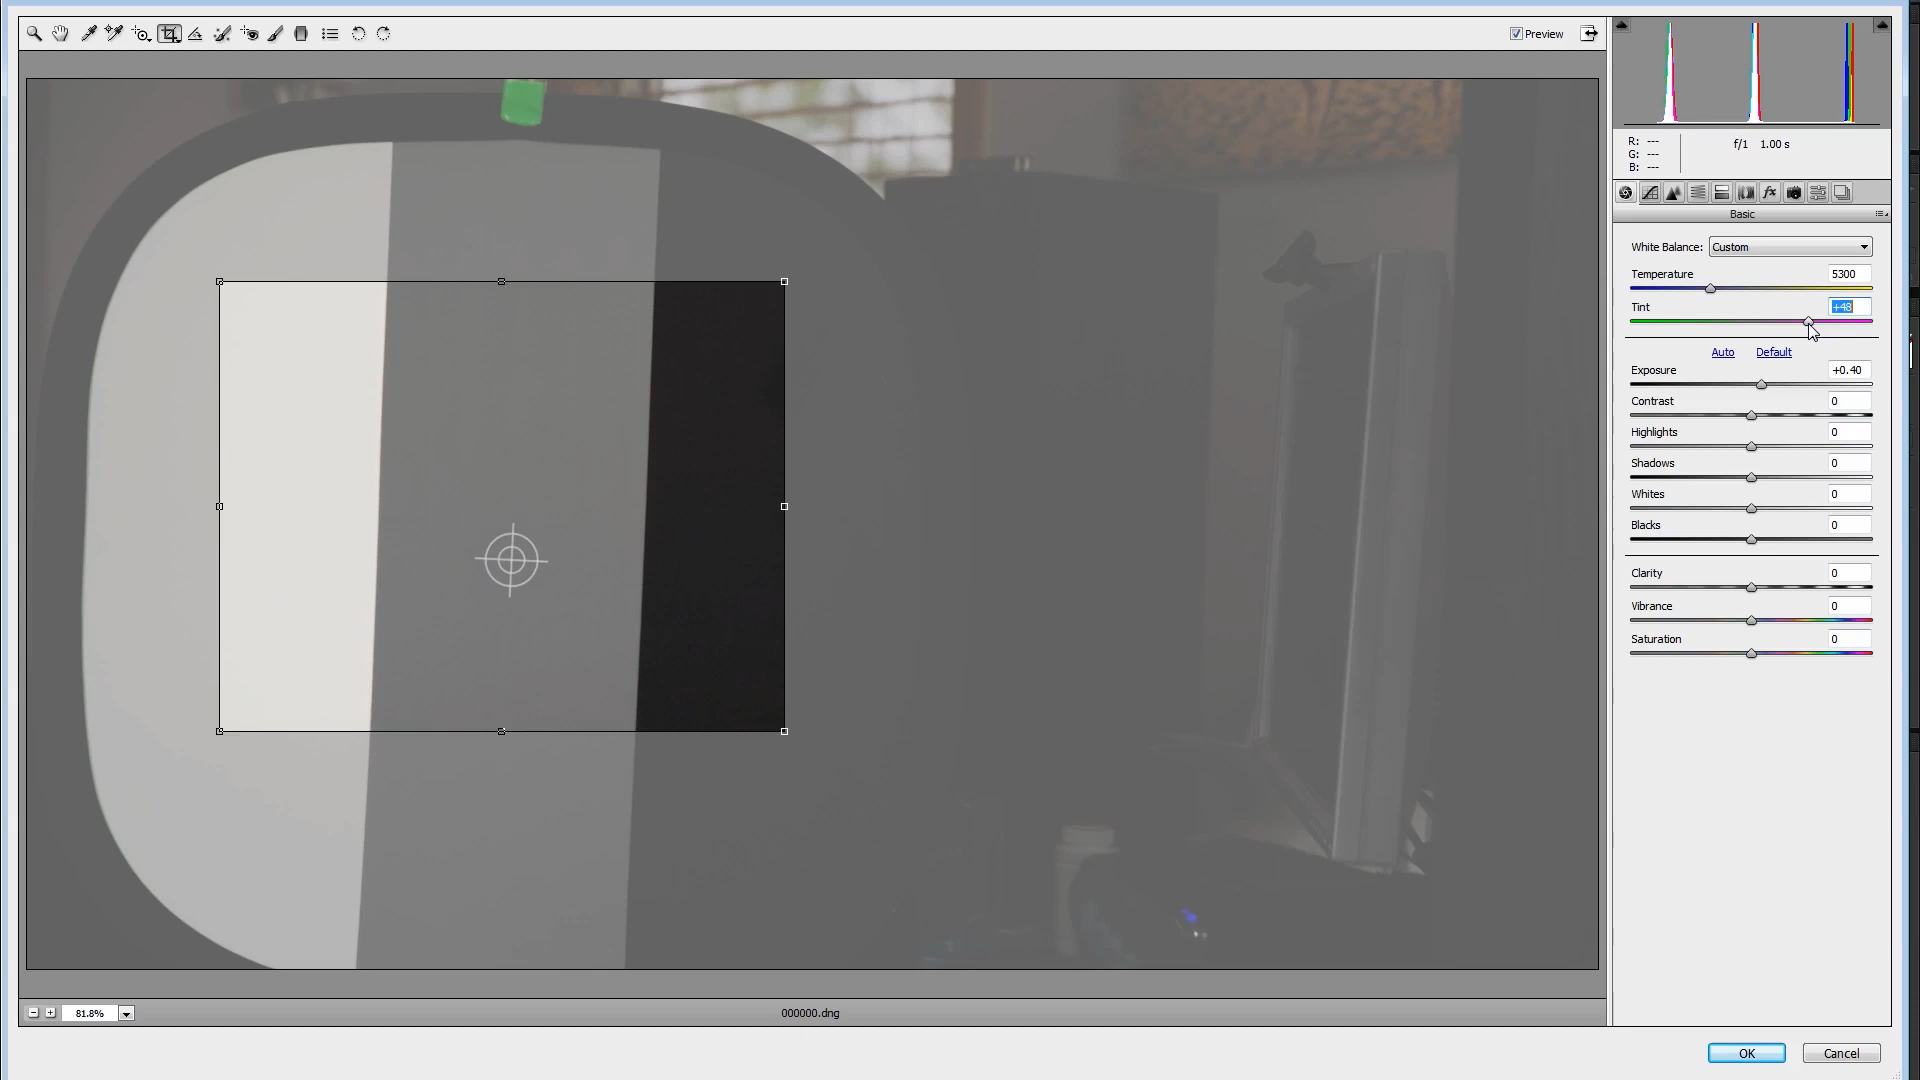 Preview
R: ---
G: ---
B: ---
f/1 1.00 s
fx
Basic
White Balance: Custom
Temperature 5300
Tint +48
Auto Default
Exposure +0.40
Contrast 0
Highlights 0
Shadows 0
Whites 0
Blacks 0
Clarity 0
Vibrance 0
Saturation 0
81.8%
000000.dng
OK Cancel